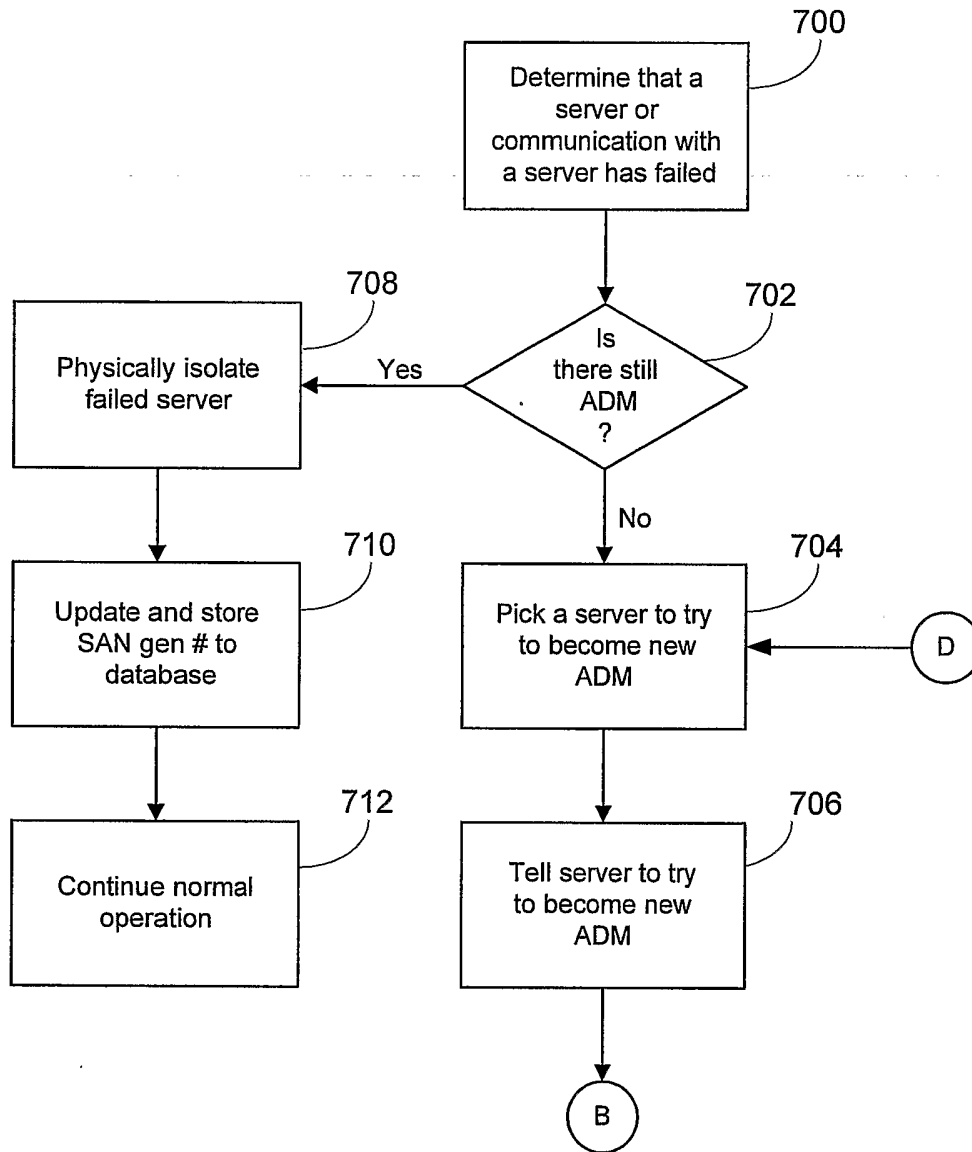 700
Determine that a
server or
communication with
a server has failed
702
Is
there still
ADM
?
Yes
No
708
Physically isolate
failed server
710
Update and store
SAN gen # to
database
712
Continue normal
operation
704
Pick a server to try
to become new
ADM
D
706
Tell server to try
to become new
ADM
B